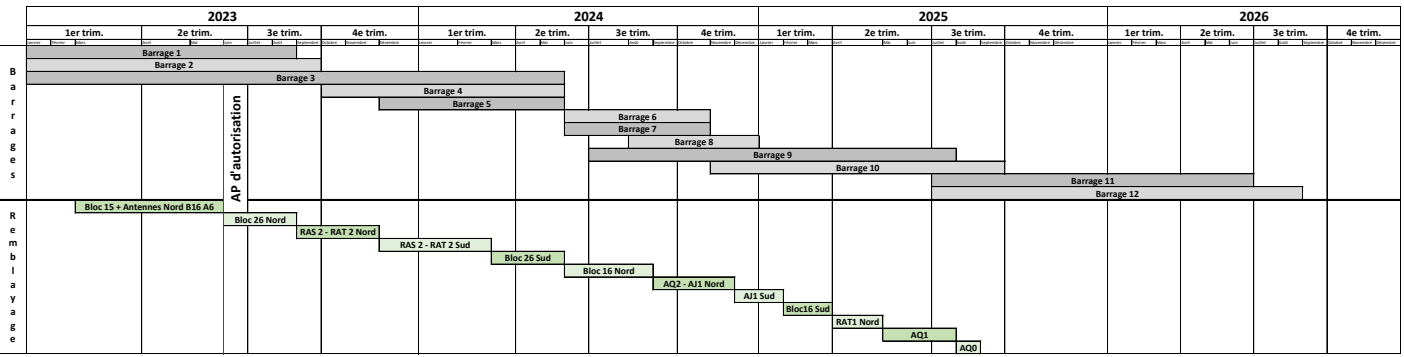 2023 2024 2025 2026
1er trim. 2e trim. 3e trim. 4e trim. 1er trim. 2e trim. 3e trim. 4e trim. 1er trim. 2e trim. 3e trim. 4e trim. 1er trim. 2e trim. 3e trim. 4e trim.
Barrages
Barrage 1
Barrage 2
Barrage 3
Barrage 4
Barrage 5
Barrage 6
Barrage 7
Barrage 8
Barrage 9
Barrage 10
Barrage 11
Barrage 12
AP d'autorisation
Remblayage
Bloc 15 + Antennes Nord B16 A6
Bloc 26 Nord
RAS 2 - RAT 2 Nord
RAS 2 - RAT 2 Sud
Bloc 26 Sud
Bloc 16 Nord
AQ2 - AJ1 Nord
AJ1 Sud
Bloc16 Sud
RAT1 Nord
AQ1
AQ0